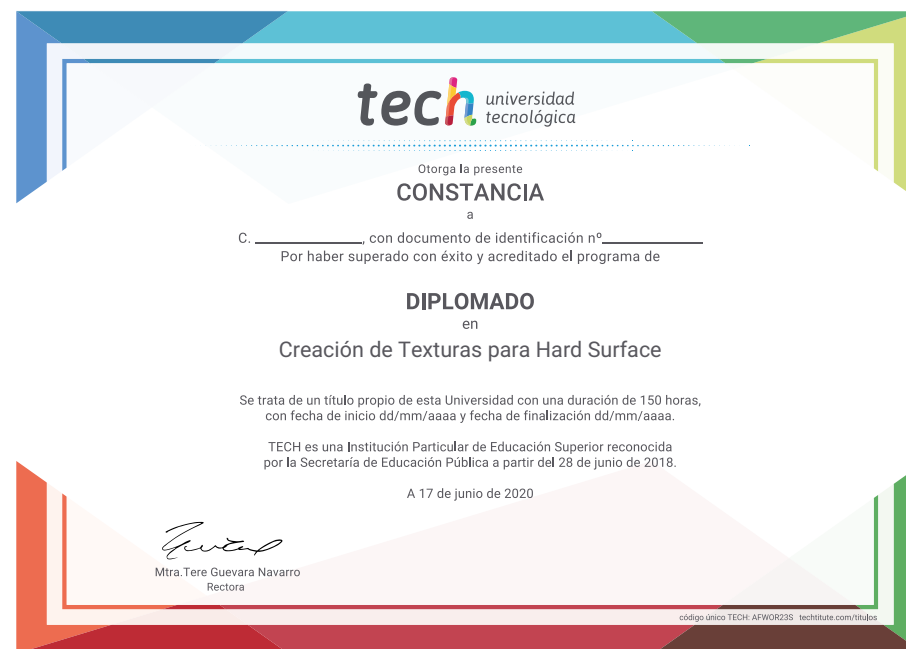 tech universidad
tecnológica
Otorga la presente
CONSTANCIA
a
C. ______________, con documento de identificación nº_____________
Por haber superado con éxito y acreditado el programa de
DIPLOMADO
en
Creación de Texturas para Hard Surface
Se trata de un título propio de esta Universidad con una duración de 150 horas,
con fecha de inicio dd/mm/aaaa y fecha de finalización dd/mm/aaaa.
TECH es una Institución Particular de Educación Superior reconocida
por la Secretaría de Educación Pública a partir del 28 de junio de 2018.
A 17 de junio de 2020
Mtra.Tere Guevara Navarro
Rectora
código único TECH: AFWOR23S techtitute.com/titulos